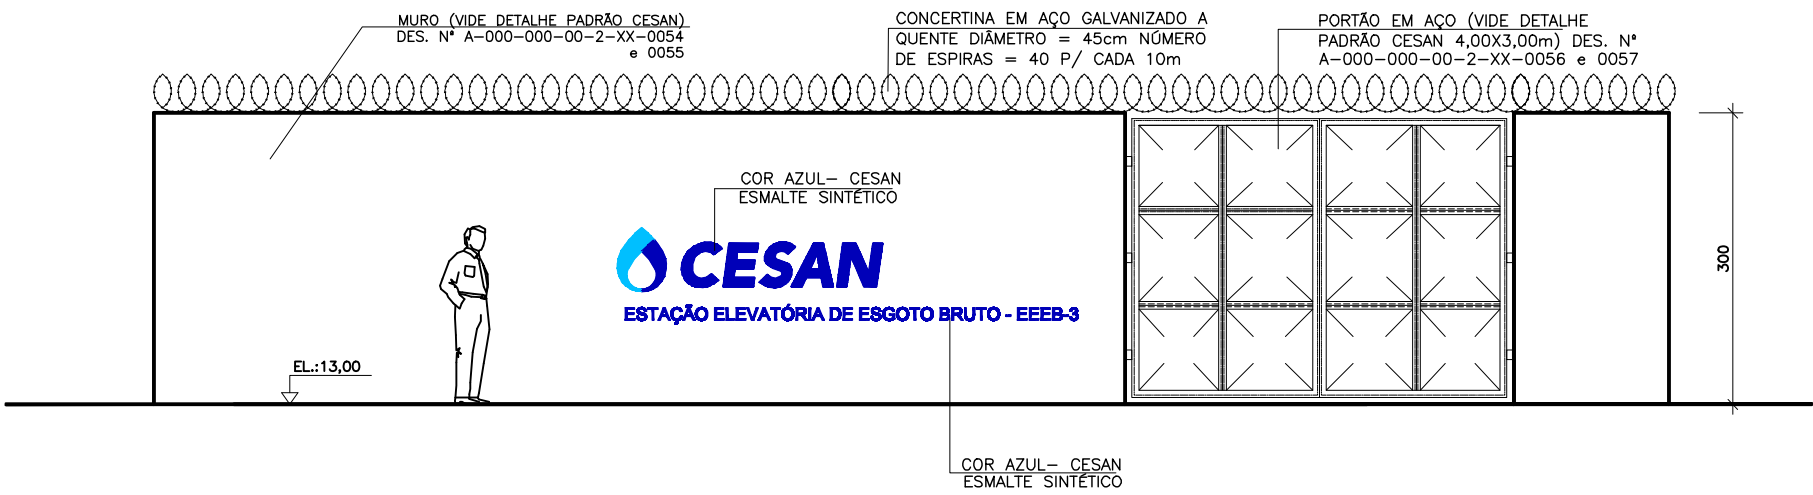 MURO (VIDE DETALHE PADRÃO CESAN)
DES. Nº A-000-000-00-2-XX-0054
e 0055
CONCERTINA EM AÇO GALVANIZADO A
QUENTE DIÂMETRO = 45cm NÚMERO
DE ESPIRAS = 40 P/ CADA 10m
PORTÃO EM AÇO (VIDE DETALHE
PADRÃO CESAN 4,00X3,00m) DES. Nº
A-000-000-00-2-XX-0056 e 0057
COR AZUL- CESAN
ESMALTE SINTÉTICO
CESAN
ESTAÇÃO ELEVATÓRIA DE ESGOTO BRUTO - EEEB-3
300
EL.:13,00
COR AZUL- CESAN
ESMALTE SINTÉTICO